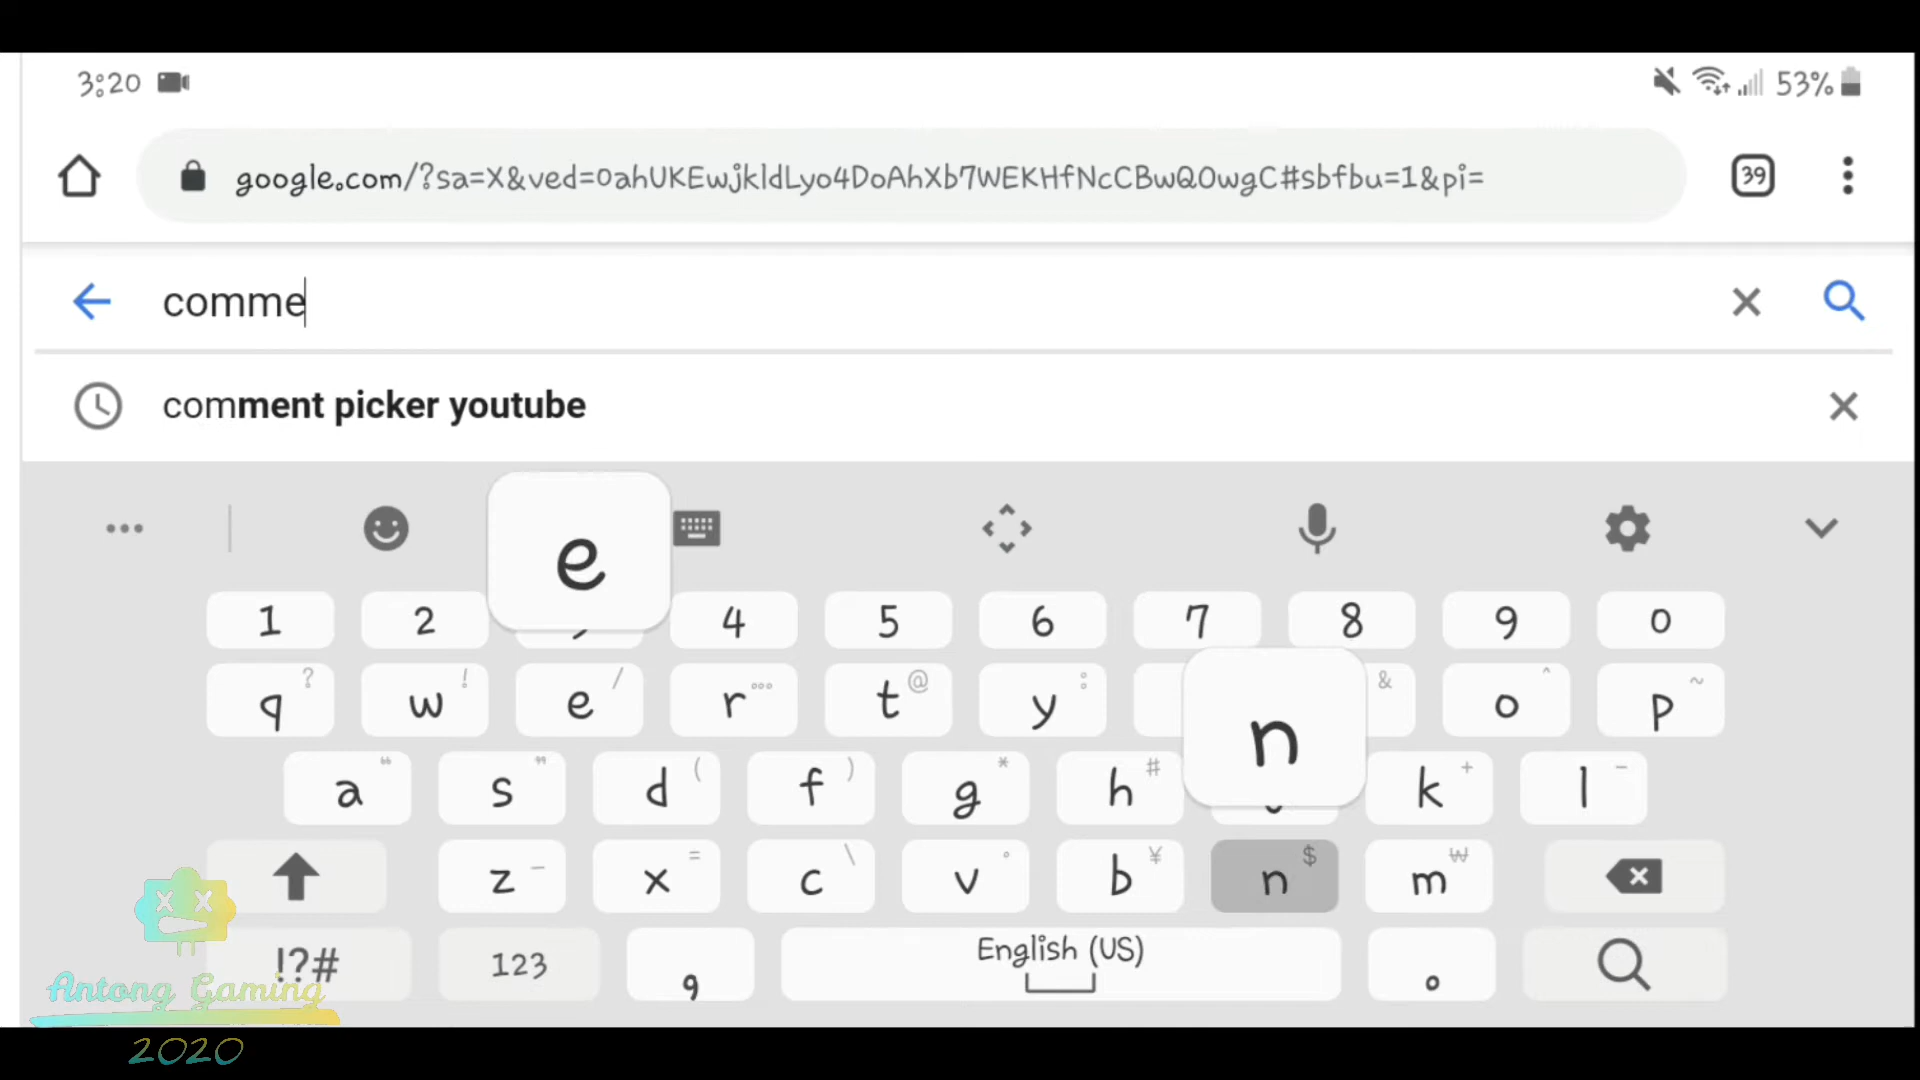 3:20 53%
google.com/?sa=X&ved=0ahUKEwjkldLyo4DoAhXb7WEKHfNcCBwQOwgC#sbfbu=1&pi= 39
comme
comment picker youtube
e
1 2 4 5 6 7 8 9 0
q ? w ! e / r ... t @ y : & o ^ p ~
n
a “ s ” d ( f ) g * h # k + l -
z _ x = c \ v ° b ¥ n $ m ₩
!?# 123 , English (US) .
Antong Gaming
2020